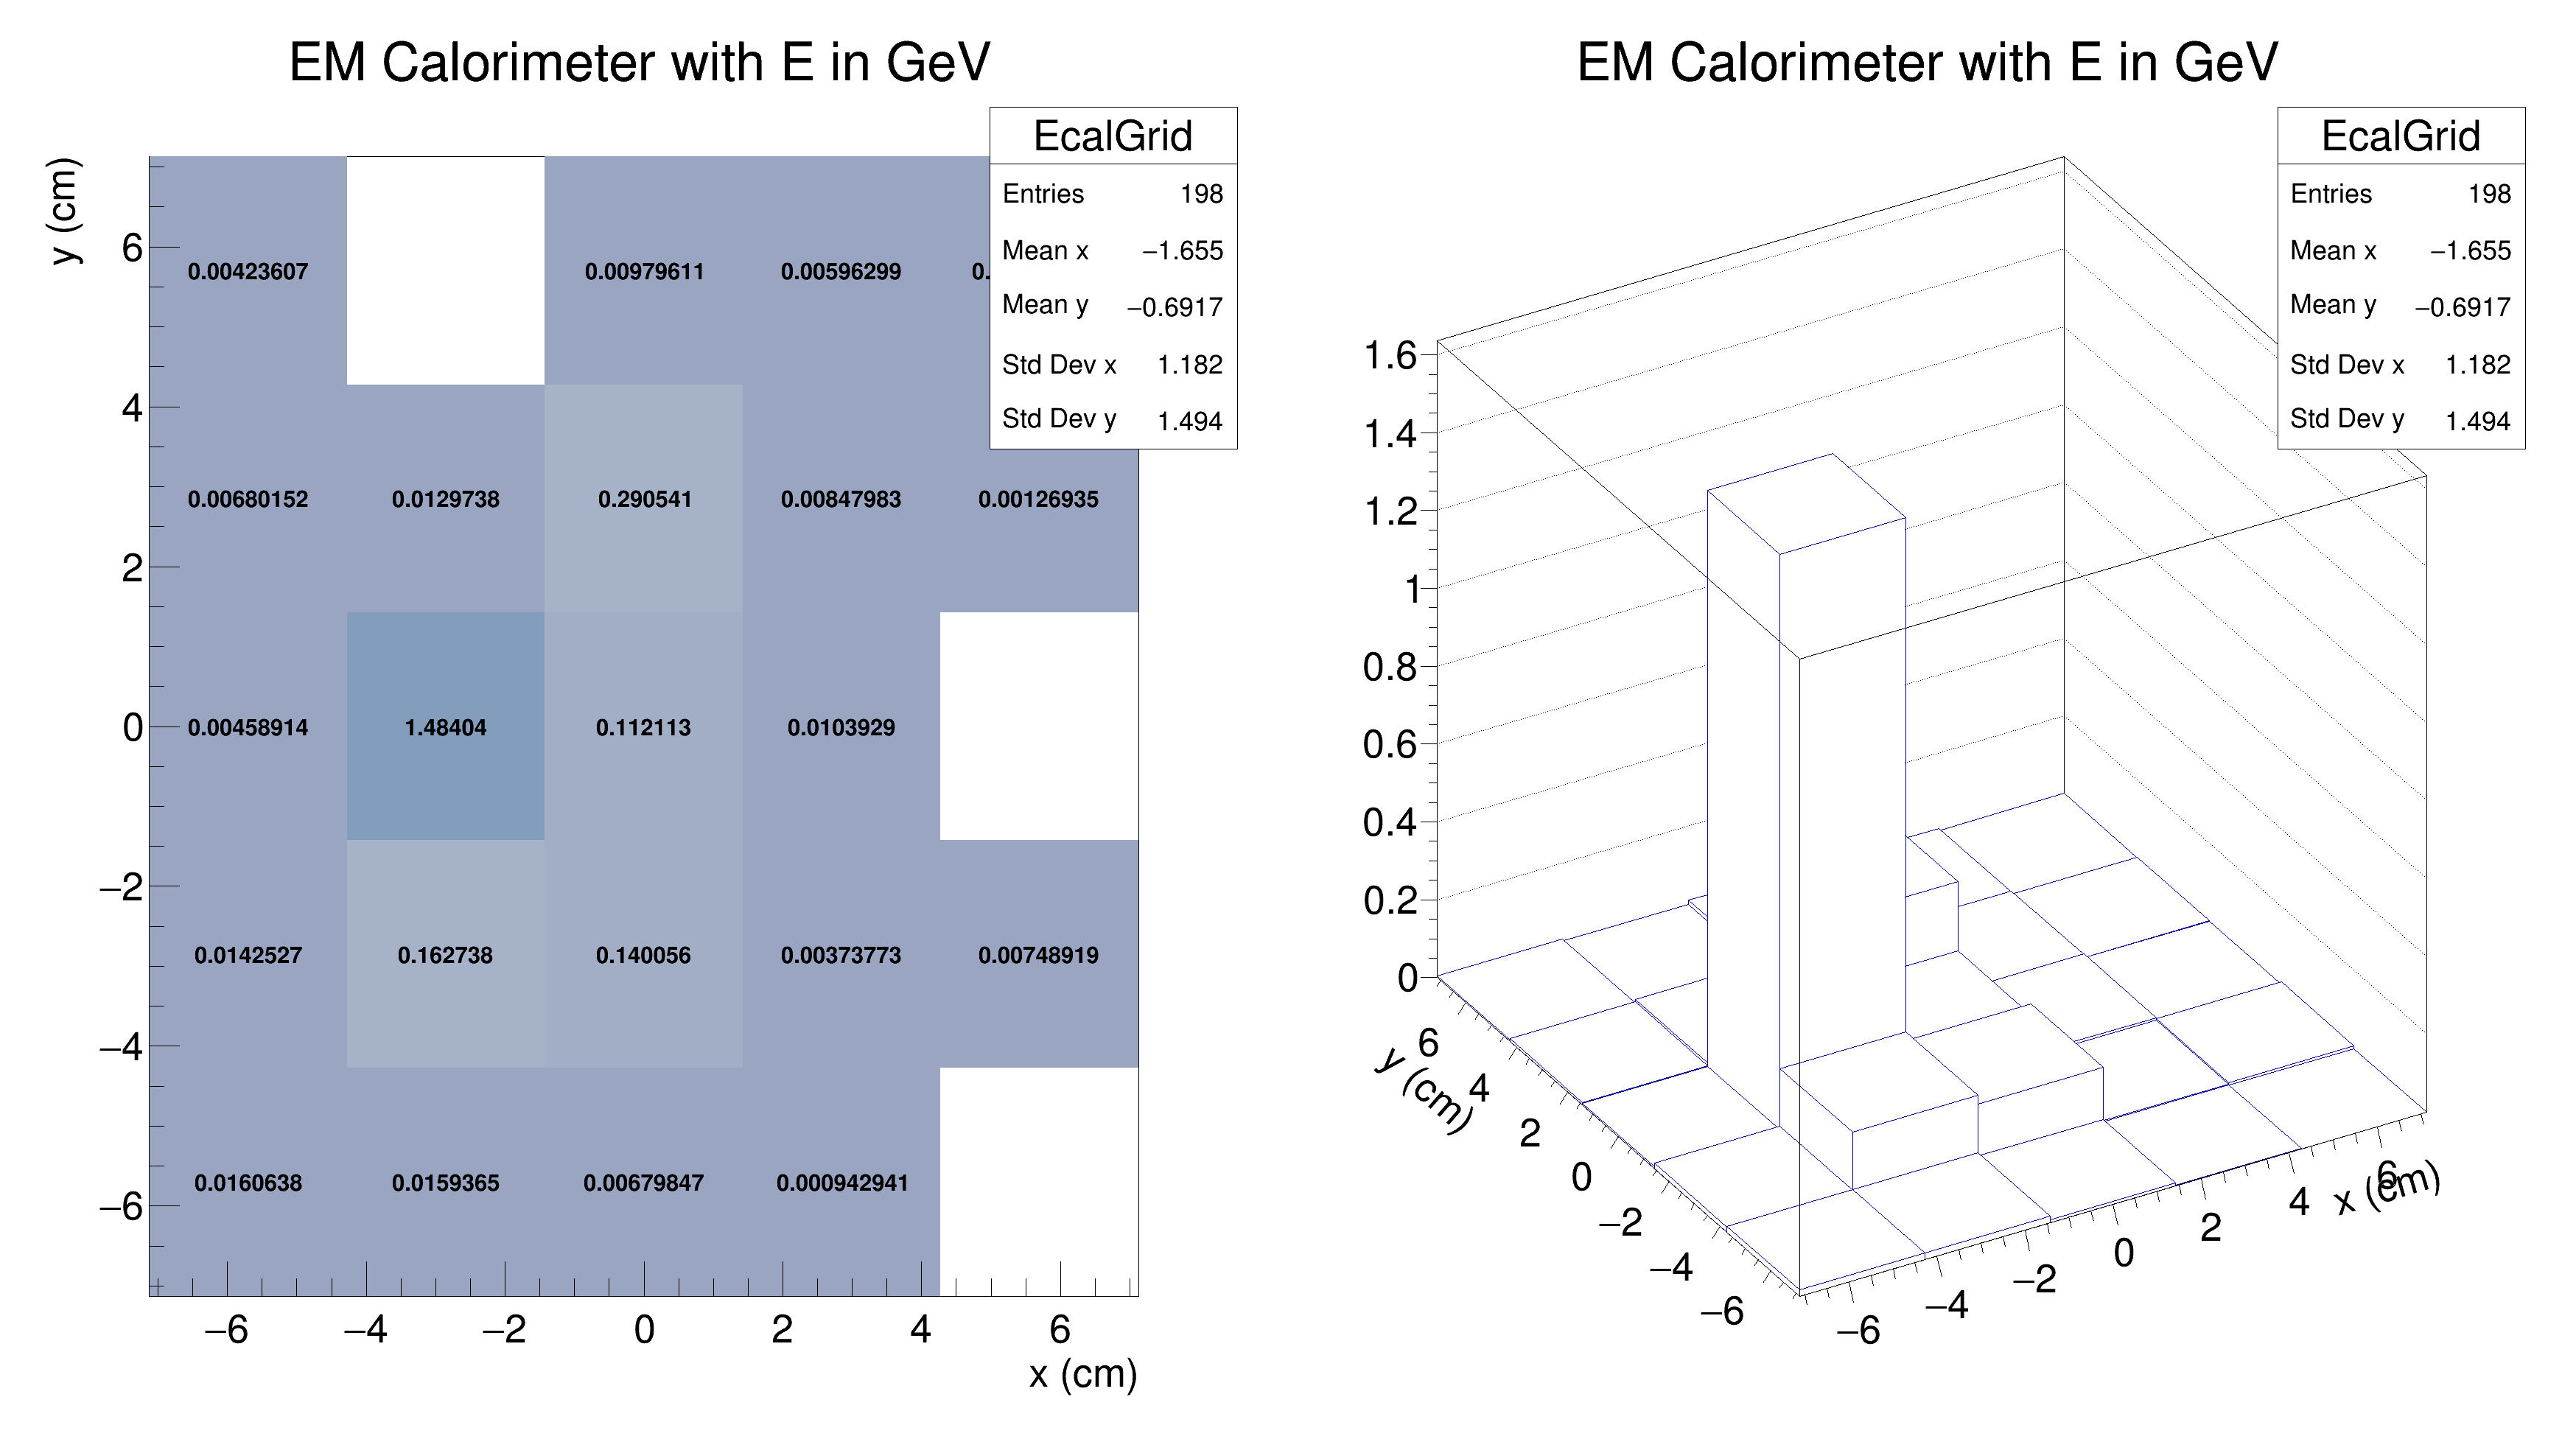 EM Calorimeter with E in GeV
EcalGrid
Entries 198
Mean x −1.655
Mean y −0.6917
Std Dev x 1.182
Std Dev y 1.494
y (cm)
6
4
2
0
−2
−4
−6
0.00423607 0.00979611 0.00596299 0.
0.00680152 0.0129738 0.290541 0.00847983 0.00126935
0.00458914 1.48404 0.112113 0.0103929
0.0142527 0.162738 0.140056 0.00373773 0.00748919
0.0160638 0.0159365 0.00679847 0.000942941
−6 −4 −2 0 2 4 6
x (cm)
EM Calorimeter with E in GeV
EcalGrid
Entries 198
Mean x −1.655
Mean y −0.6917
Std Dev x 1.182
Std Dev y 1.494
1.6
1.4
1.2
1
0.8
0.6
0.4
0.2
0
y (cm)
6
4
2
0
−2
−4
−6
−6 −4 −2 0 2 4 6
x (cm)